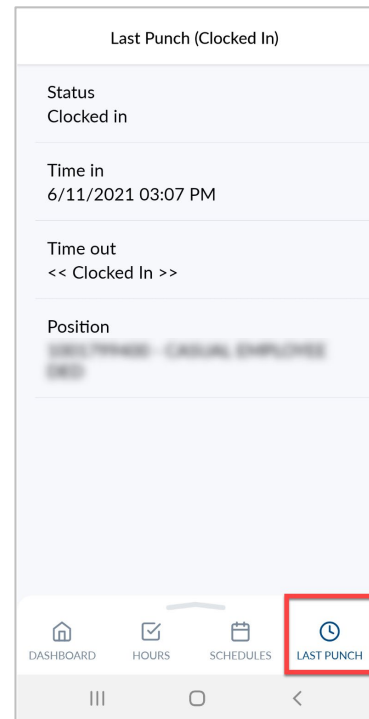 Last Punch (Clocked In)
Status
Clocked in
Time in
6/11/2021 03:07 PM
Time out
<< Clocked In >>
Position
DASHBOARD HOURS SCHEDULES LAST PUNCH